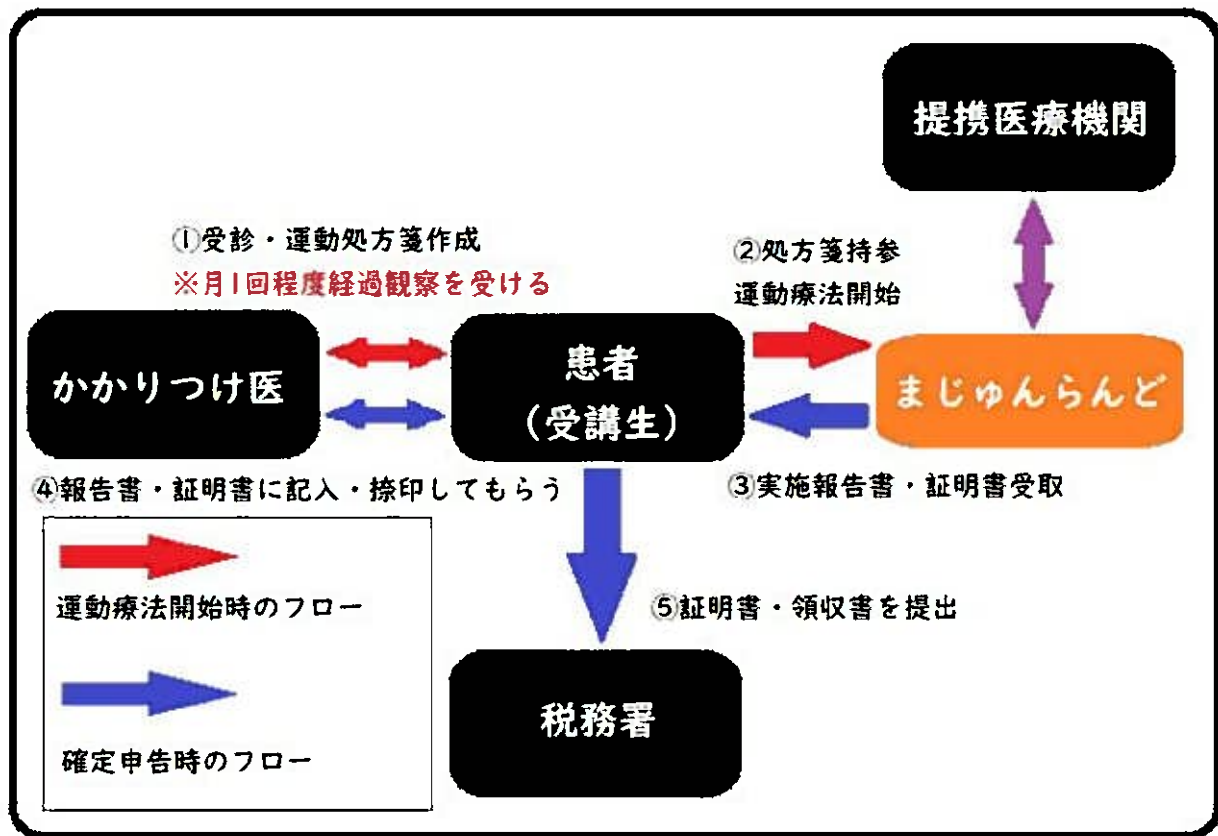 提携医療機関
①受診・運動処方箋作成
※月1回程度経過観察を受ける
②処方箋持参
運動療法開始
かかりつけ医
患者
（受講生）
まじゅんらんど
④報告書・証明書に記入・捺印してもらう
③実施報告書・証明書受取
運動療法開始時のフロー
⑤証明書・領収書を提出
税務署
確定申告時のフロー